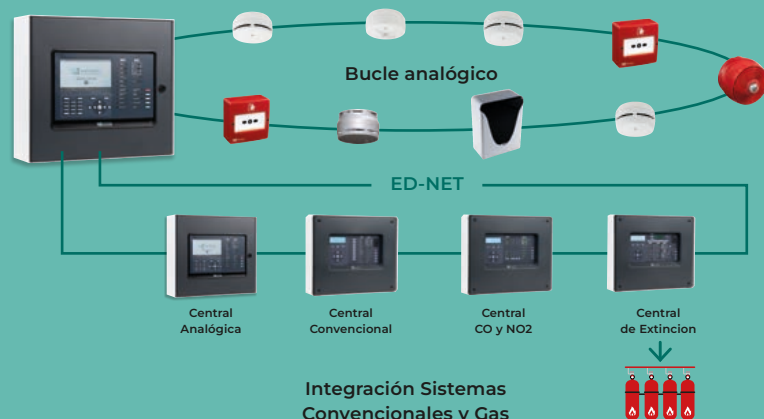 Bucle analógico
ED-NET
Central
Analógica
Central
Convencional
Central
CO y NO2
Central
de Extincion
Integración Sistemas
Convencionales y Gas